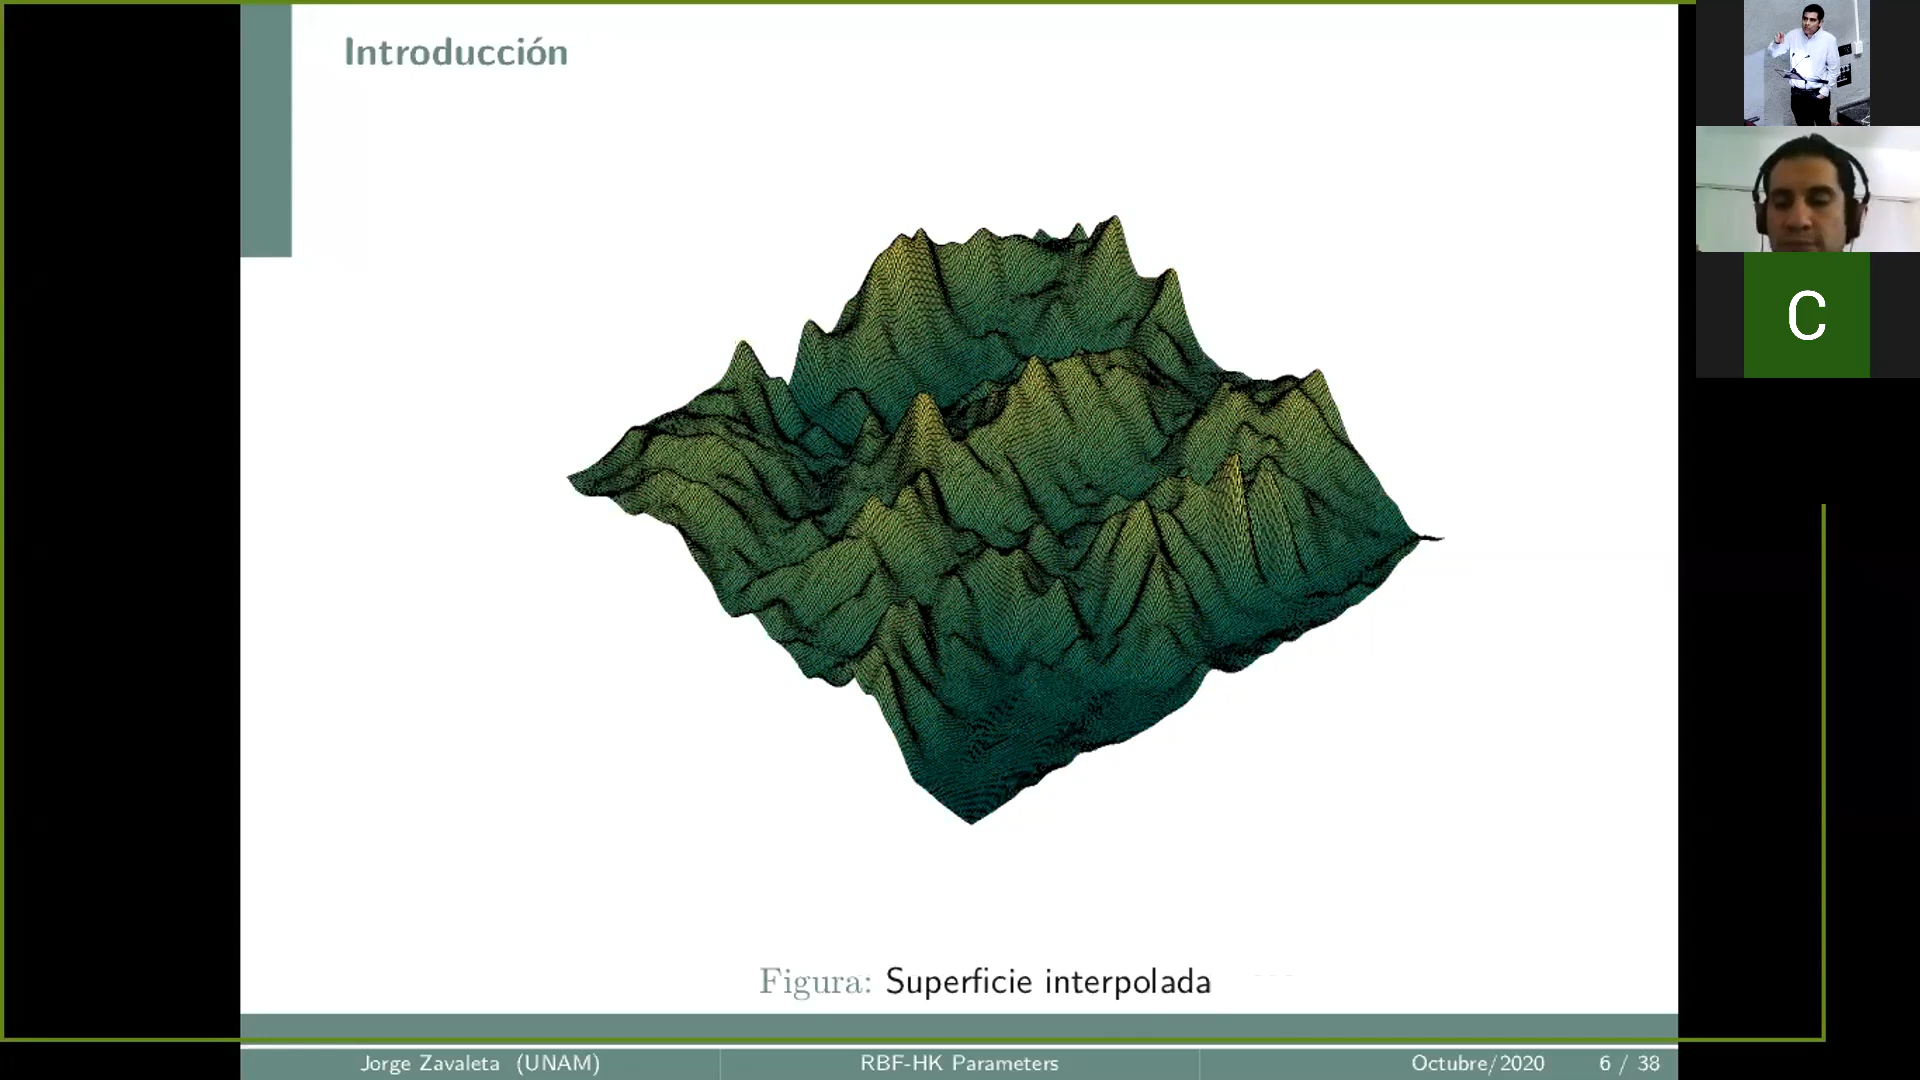 Introducción
C
Figura: Superficie interpolada
Jorge Zavaleta (UNAM) RBF-HK Parameters Octubre/2020 6 / 38